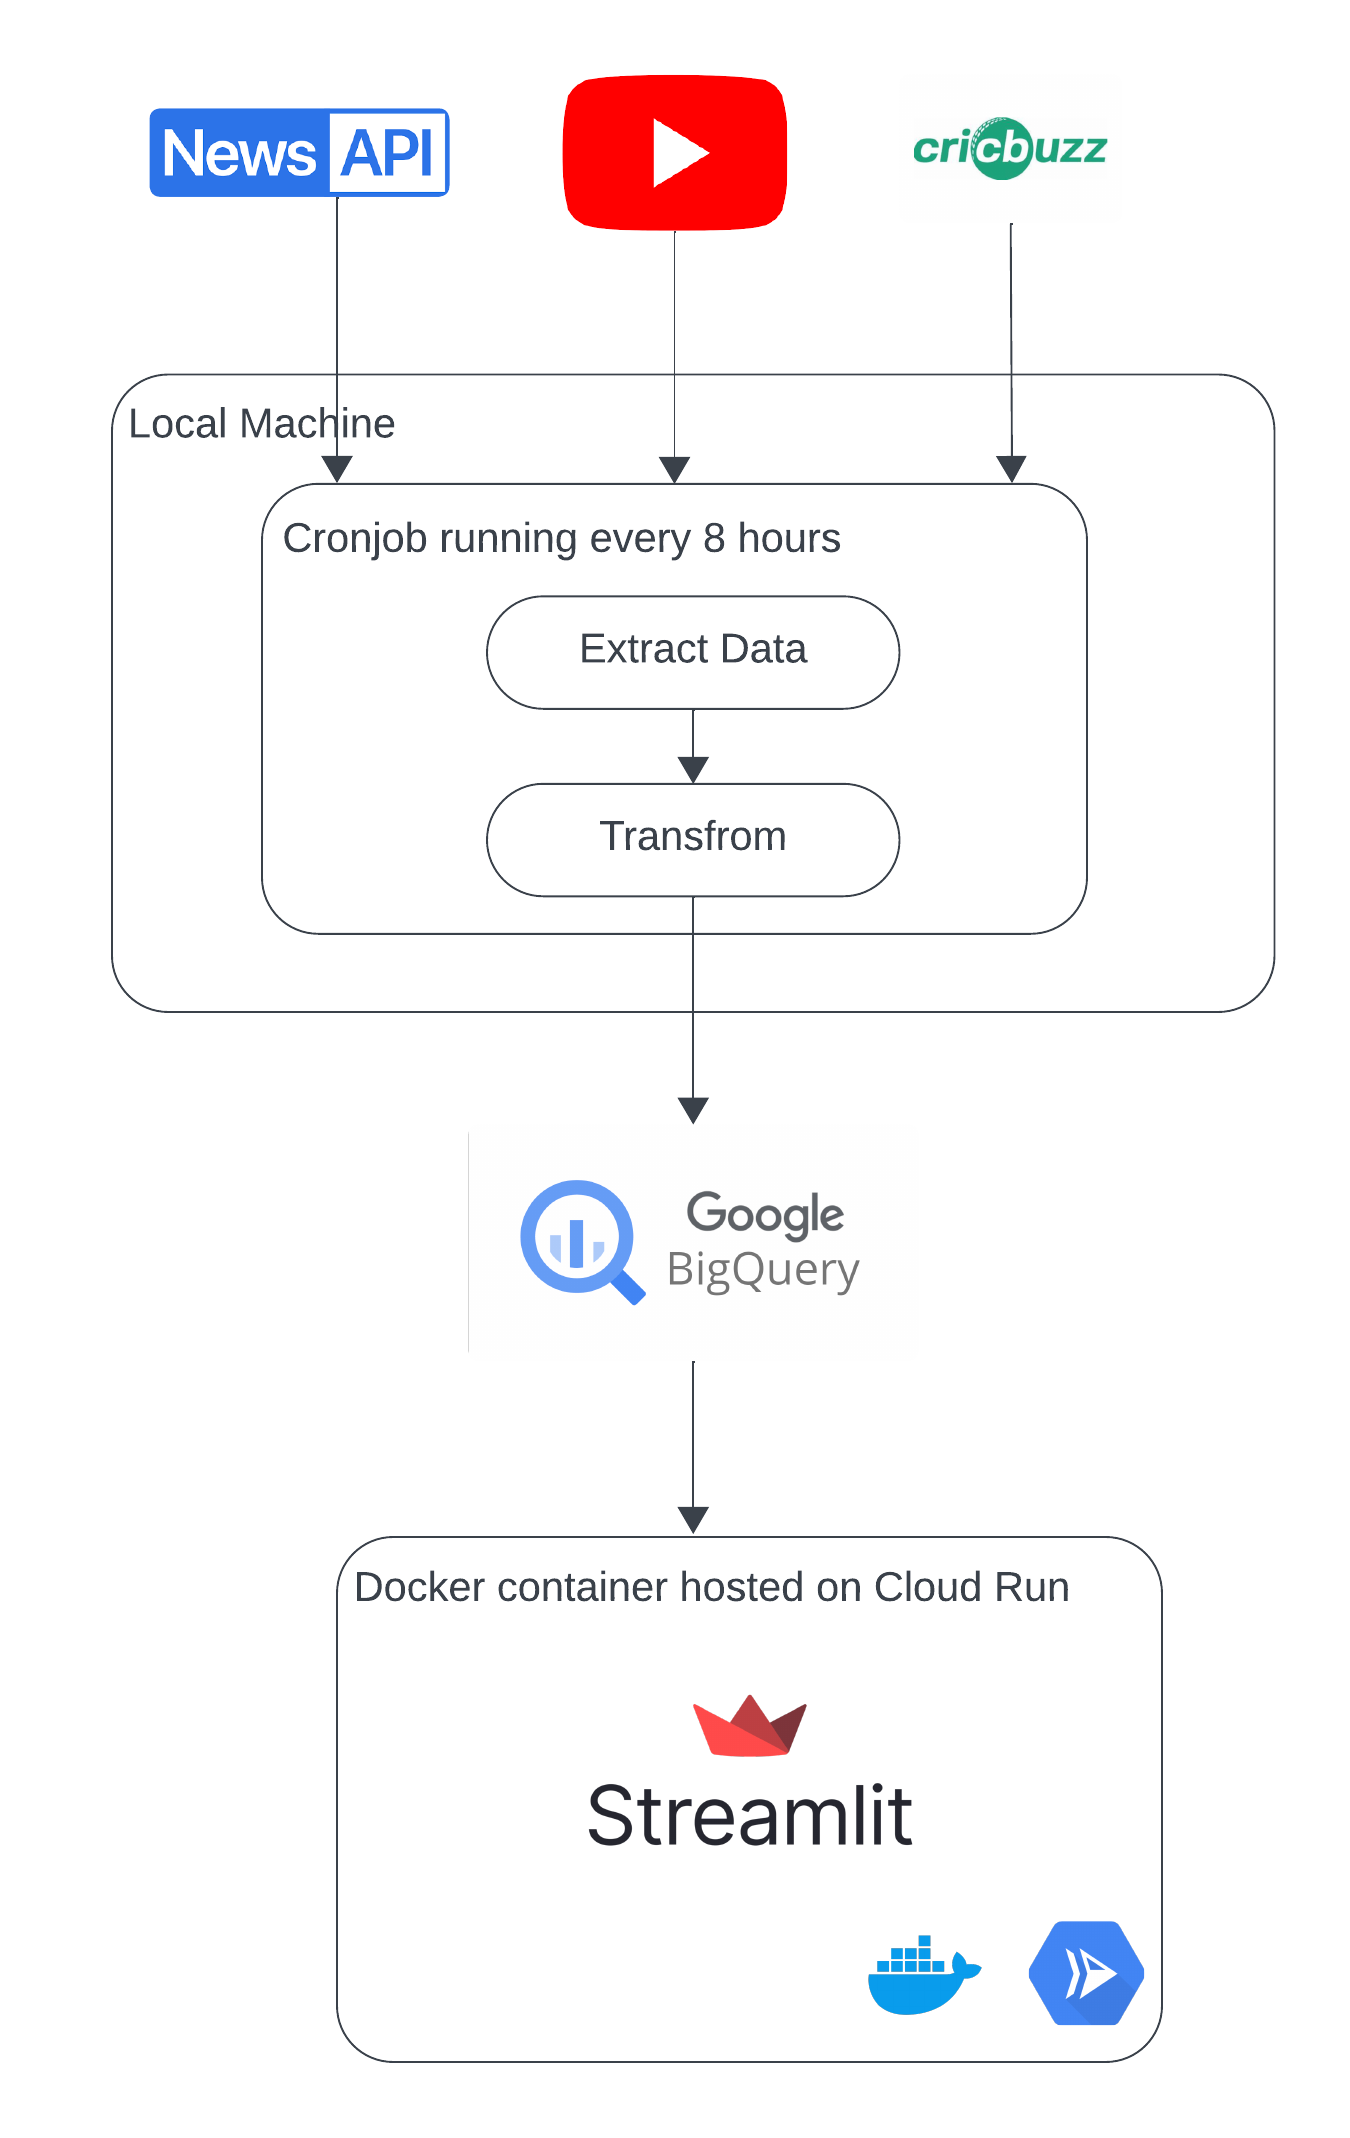 News API
cricbuzz
Local Machine
Cronjob running every 8 hours
Extract Data
Transfrom
Google
BigQuery
Docker container hosted on Cloud Run
Streamlit